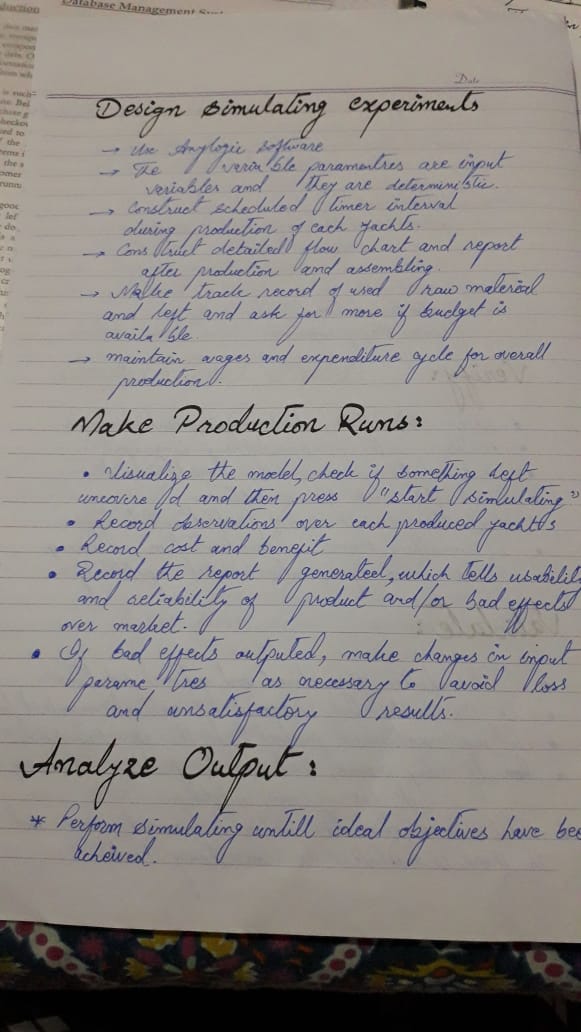 Database Management
Date
Design simulating experiments
→ Use Anylogic software
→ The variable paramentres are input
variables and they are deterministic.
→ Construct scheduled timer interval
during production of each yachts.
→ Construct detailed flow chart and report
after production and assembling.
→ Make track record of used raw material
and left and ask for more if budget is
available.
→ maintain wages and expenditure cycle for overall
production.
Make Production Runs:
• Visualize the model, check if something left
uncovered and then press "start simulating"
• Record observations over each produced yachts
• Record cost and benefit
• Record the report generated, which tells usability
and reliability of product and/or bad effects
over market.
• If bad effects outputed, make changes in input
parametres as necessary to avoid loss
and unsatisfactory results.
Analyze Output:
* Perform simulating untill ideal objectives have bee
acheived.